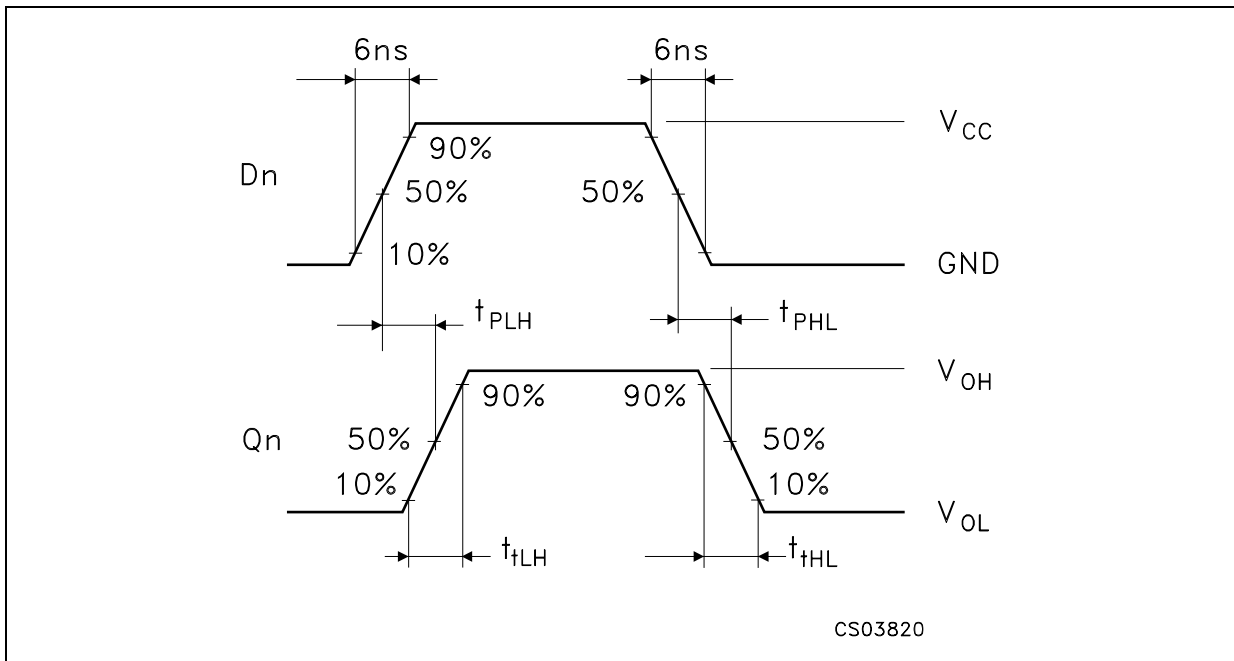 6ns 6ns
V_CC
90%
Dn 50% 50%
10% GND
t_PLH t_PHL
V_OH
90% 90%
Qn 50% 50%
10% 10%
V_OL
t_tLH t_tHL
CS03820